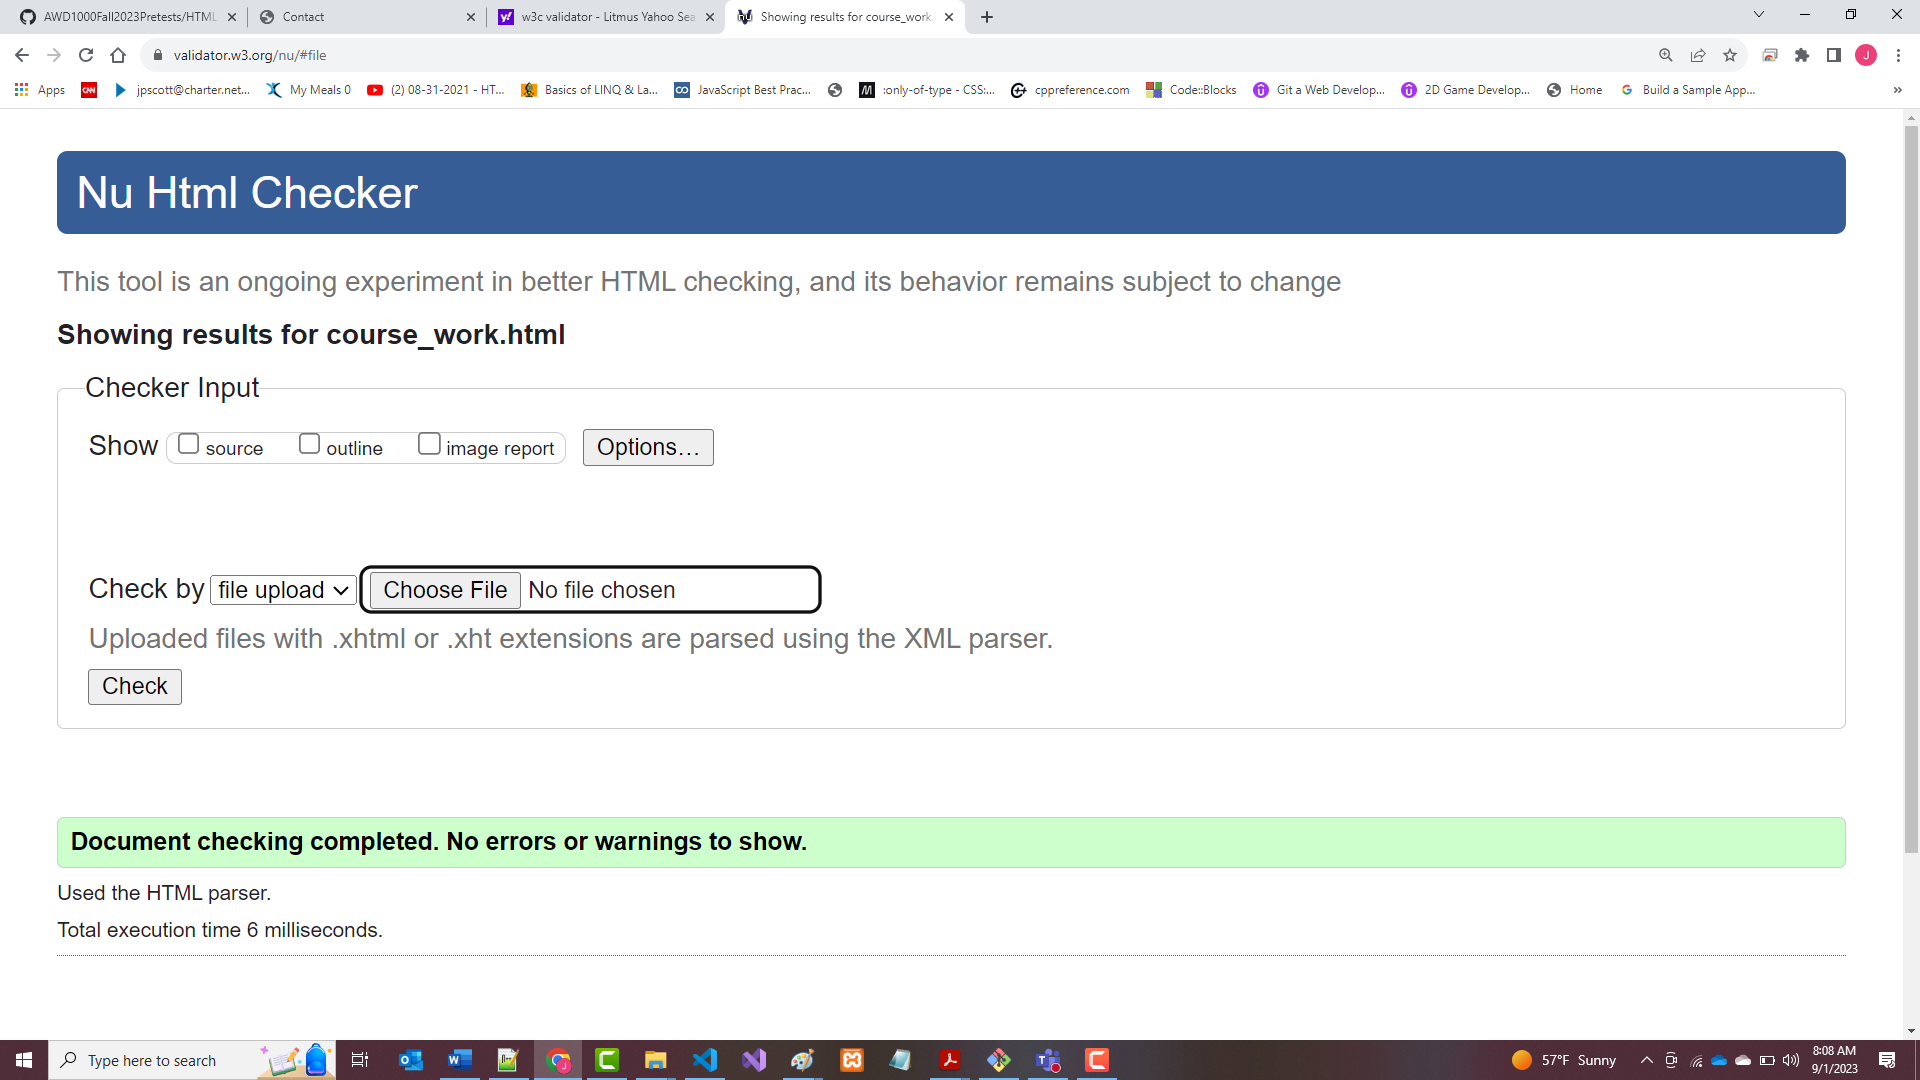 AWD1000Fall2023Pretests/HTML
Contact
w3c validator - Litmus Yahoo Sea
Showing results for course_work.
validator.w3.org/nu/#file
Apps
CNN
jpscott@charter.net...
My Meals 0
(2) 08-31-2021 - HT...
Basics of LINQ & La...
JavaScript Best Prac...
:only-of-type - CSS:...
cppreference.com
Code::Blocks
Git a Web Develop...
2D Game Develop...
Home
Build a Sample App...
»
Nu Html Checker
This tool is an ongoing experiment in better HTML checking, and its behavior remains subject to change
Showing results for course_work.html
Checker Input
Show source outline image report Options...
Check by file upload Choose File No file chosen
Uploaded files with .xhtml or .xht extensions are parsed using the XML parser.
Check
Document checking completed. No errors or warnings to show.
Used the HTML parser.
Total execution time 6 milliseconds.
Type here to search
57°F Sunny
8:08 AM
9/1/2023